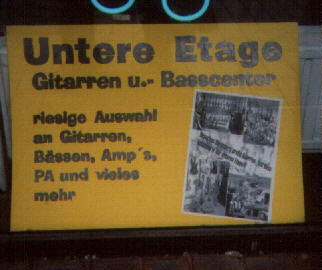 Untere Etage
Gitarren u.- Basscenter
riesige Auswahl
an Gitarren,
Bässen, Amp´s,
PA und vieles
mehr